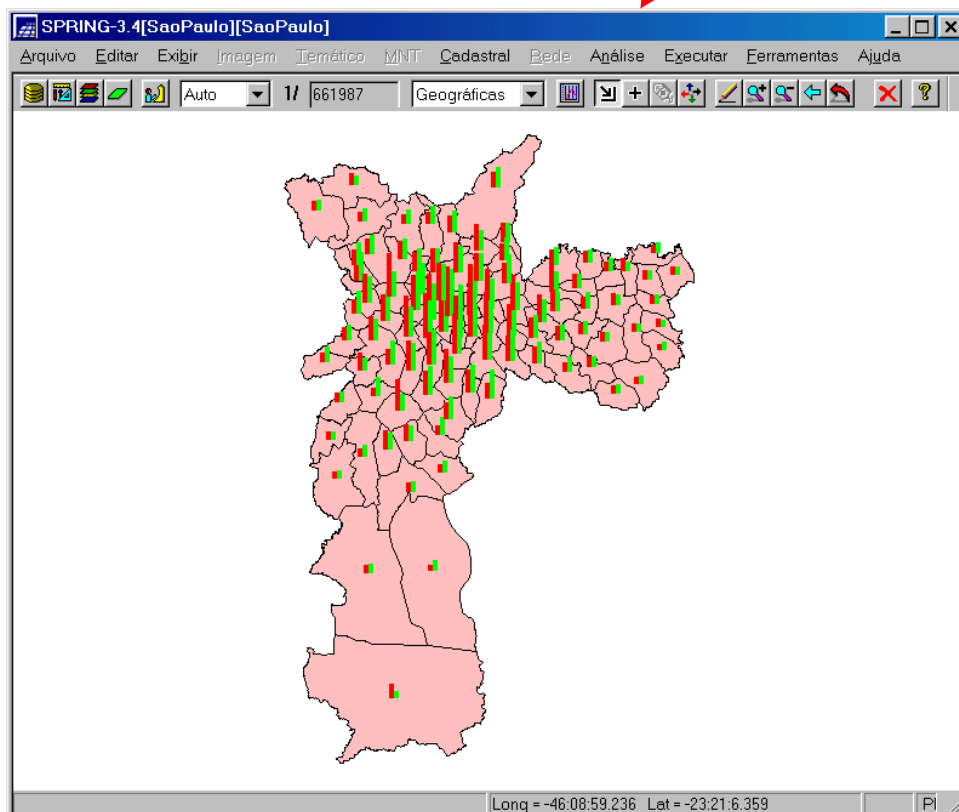 SPRING-3.4[SaoPaulo][SaoPaulo]
Arquivo Editar Exibir Imagem Temático MNT Cadastral Rede Análise Executar Ferramentas Ajuda
Auto 1/ 661987 Geográficas
Long = -46:08:59.236 Lat = -23:21:6.359 Pl